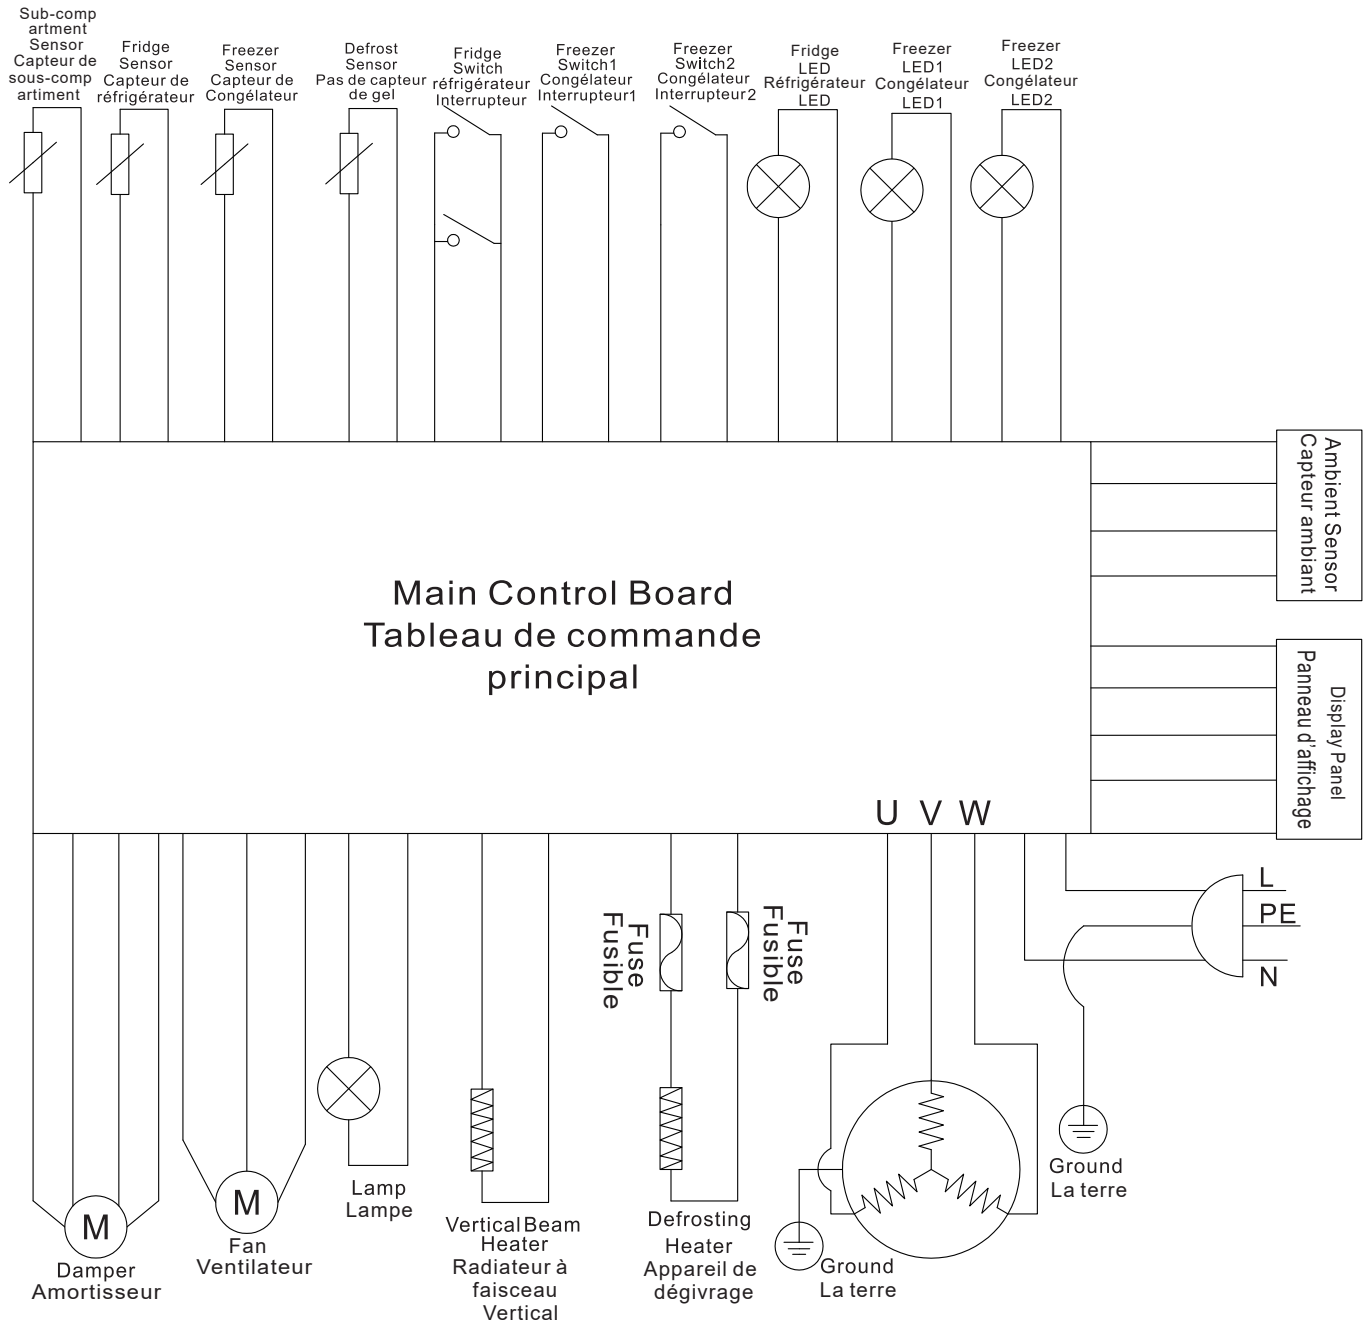 Sub-comp
artment
Sensor
Capteur de
sous-comp
artiment
Fridge
Sensor
Capteur de
réfrigérateur
Freezer
Sensor
Capteur de
Congélateur
Defrost
Sensor
Pas de capteur
de gel
Fridge
Switch
réfrigérateur
Interrupteur
Freezer
Switch1
Congélateur
Interrupteur1
Freezer
Switch2
Congélateur
Interrupteur2
Fridge
LED
Réfrigérateur
LED
Freezer
LED1
Congélateur
LED1
Freezer
LED2
Congélateur
LED2
Ambient Sensor
Capteur ambiant
Main Control Board
Tableau de commande
principal
Display Panel
Panneau d'affichage
U V W
L
PE
N
Fuse
Fusible
Fuse
Fusible
M
Damper
Amortisseur
M
Fan
Ventilateur
Lamp
Lampe
Vertical Beam
Heater
Radiateur à
faisceau
Vertical
Defrosting
Heater
Appareil de
dégivrage
Ground
La terre
Ground
La terre